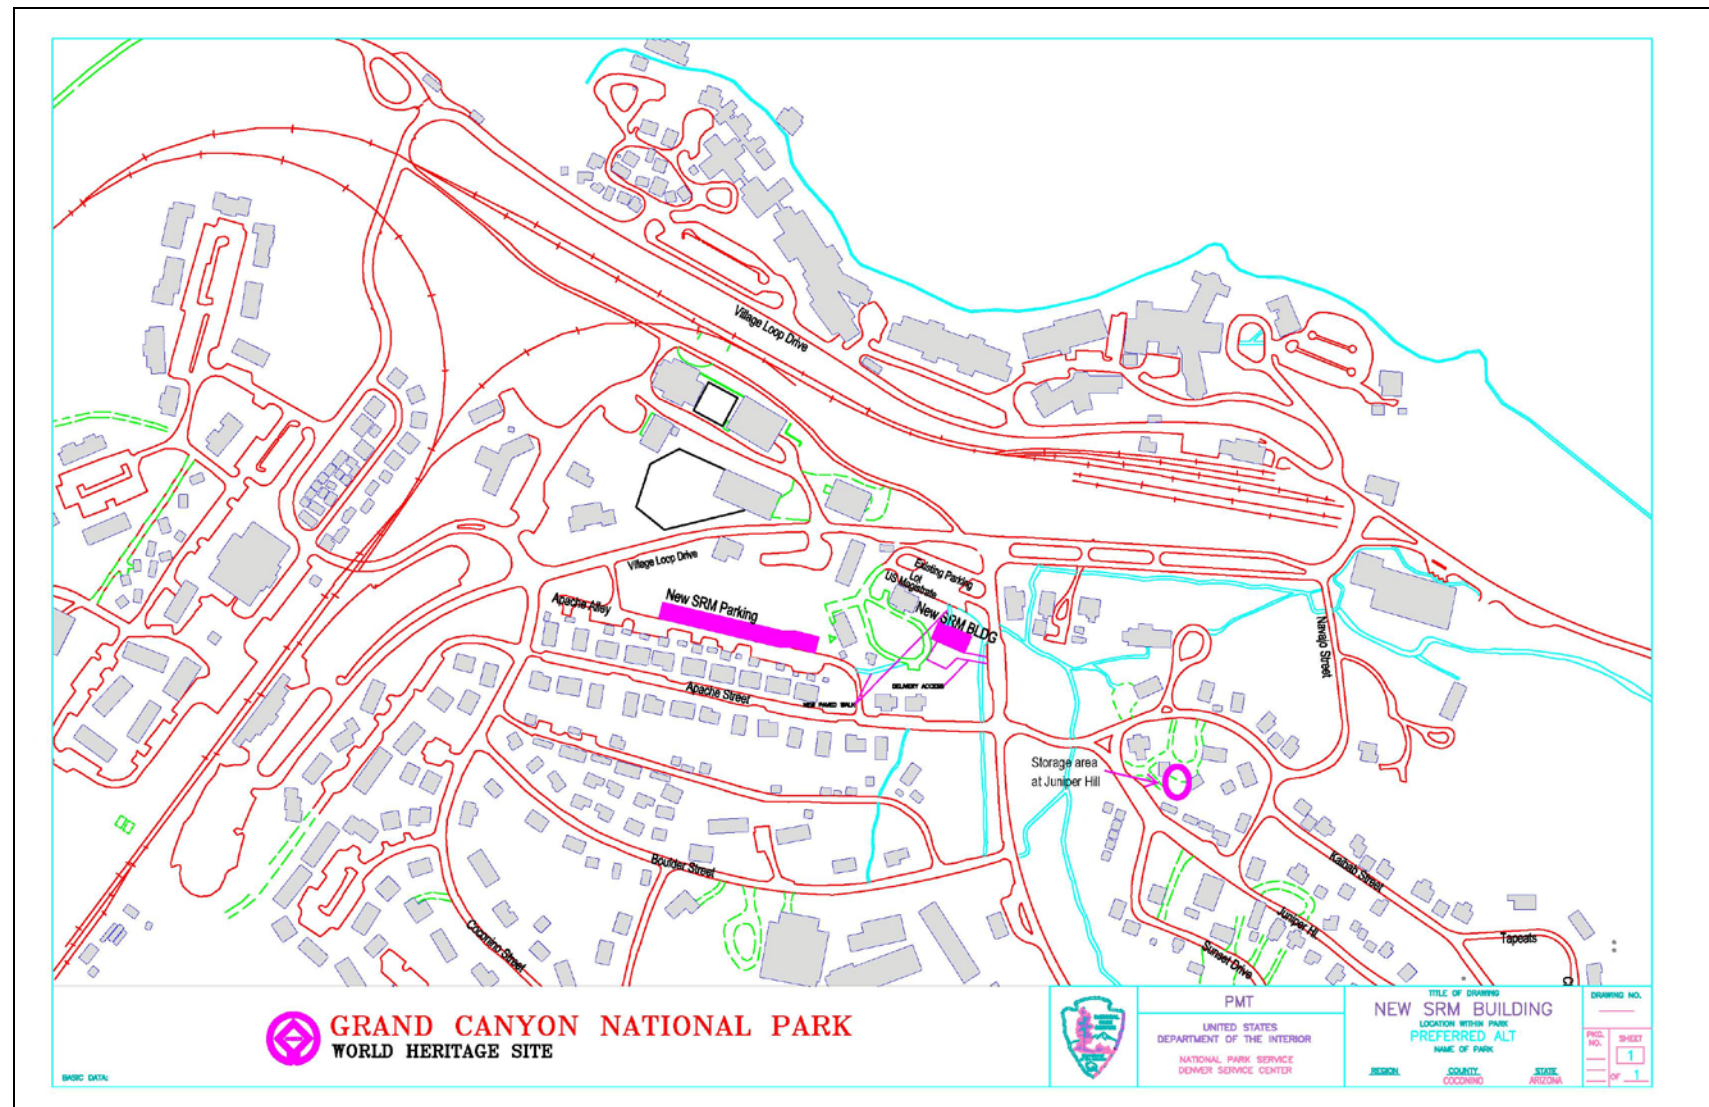 Village Loop Drive
Village Loop Drive
Existing Parking
Lot
US Magistrate
New SRM Parking
Apache Alley
New SRM BLDG
Navajo Street
DELIVERY ACCESS
Apache Street
NEW PAVED WALK
Storage area
at Juniper Hill
Boulder Street
Kaibab Street
Coconino Street
Juniper Hl.
Sunset Drive
Tapeats
GRAND CANYON NATIONAL PARK
WORLD HERITAGE SITE
BASIC DATA:
PMT
UNITED STATES
DEPARTMENT OF THE INTERIOR
NATIONAL PARK SERVICE
DENVER SERVICE CENTER
TITLE OF DRAWING
NEW SRM BUILDING
LOCATION WITHIN PARK
PREFERRED ALT
NAME OF PARK
REGION
COUNTY
COCONINO
STATE
ARIZONA
DRAWING NO.
PKG.
NO.
SHEET
1
OF 1